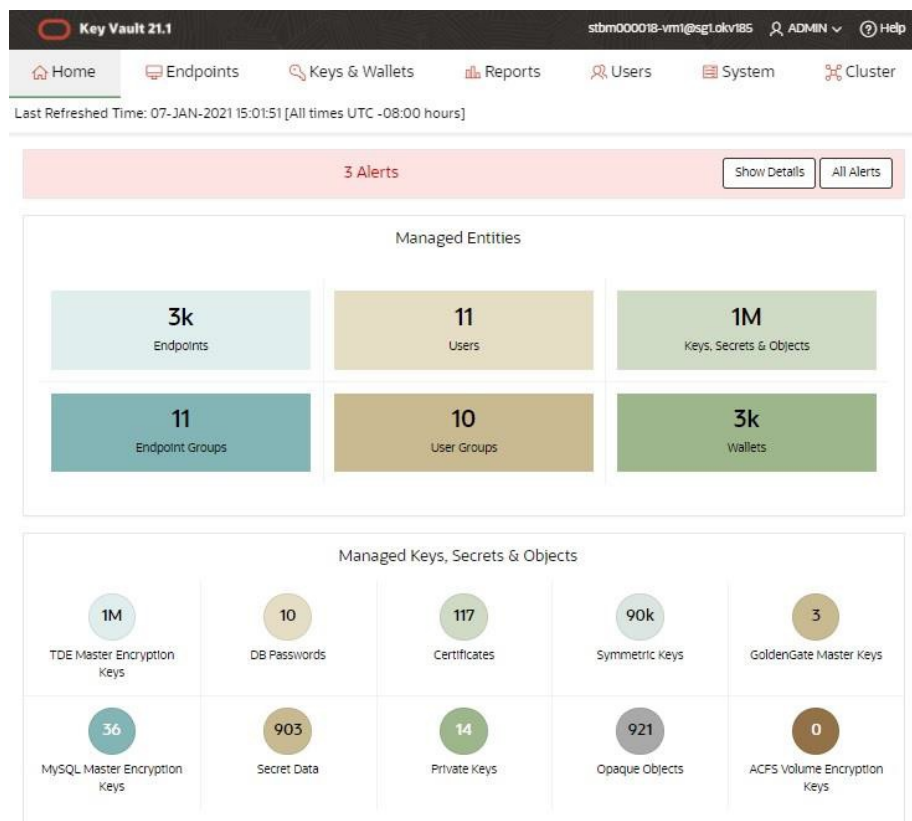 Key Vault 21.1
stbm000018-vm1@sg1.okv185
ADMIN
Help
Home
Endpoints
Keys & Wallets
Reports
Users
System
Cluster
Last Refreshed Time: 07-JAN-2021 15:01:51 [All times UTC -08:00 hours]
3 Alerts
Show Details
All Alerts
Managed Entities
3k
Endpoints
11
Users
1M
Keys, Secrets & Objects
11
Endpoint Groups
10
User Groups
3k
Wallets
Managed Keys, Secrets & Objects
1M
TDE Master Encryption
Keys
10
DB Passwords
117
Certificates
90k
Symmetric Keys
3
GoldenGate Master Keys
36
MySQL Master Encryption
Keys
903
Secret Data
14
Private Keys
921
Opaque Objects
0
ACFS Volume Encryption
Keys